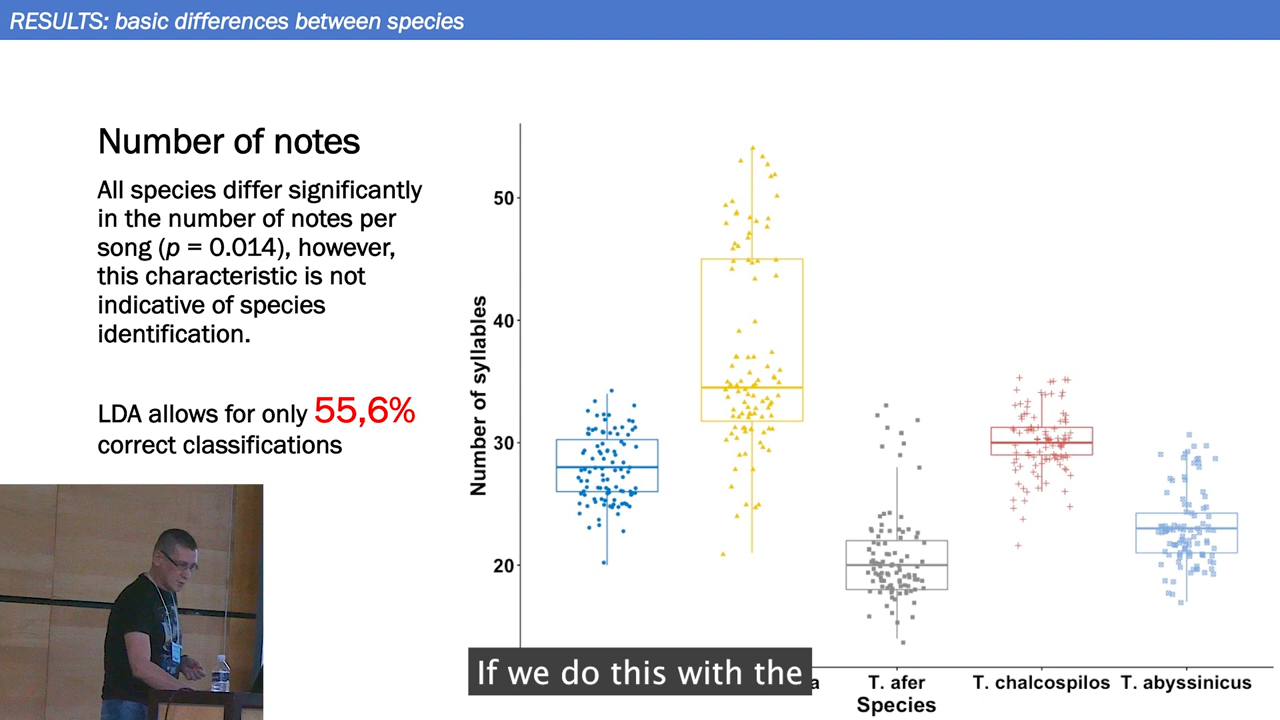 RESULTS: basic differences between species
Number of notes
All species differ significantly
in the number of notes per
song (p = 0.014), however,
this characteristic is not
indicative of species
identification.
LDA allows for only 55,6%
correct classifications
Number of syllables
50
40
30
20
If we do this with the
a
T. afer
T. chalcospilos
T. abyssinicus
Species